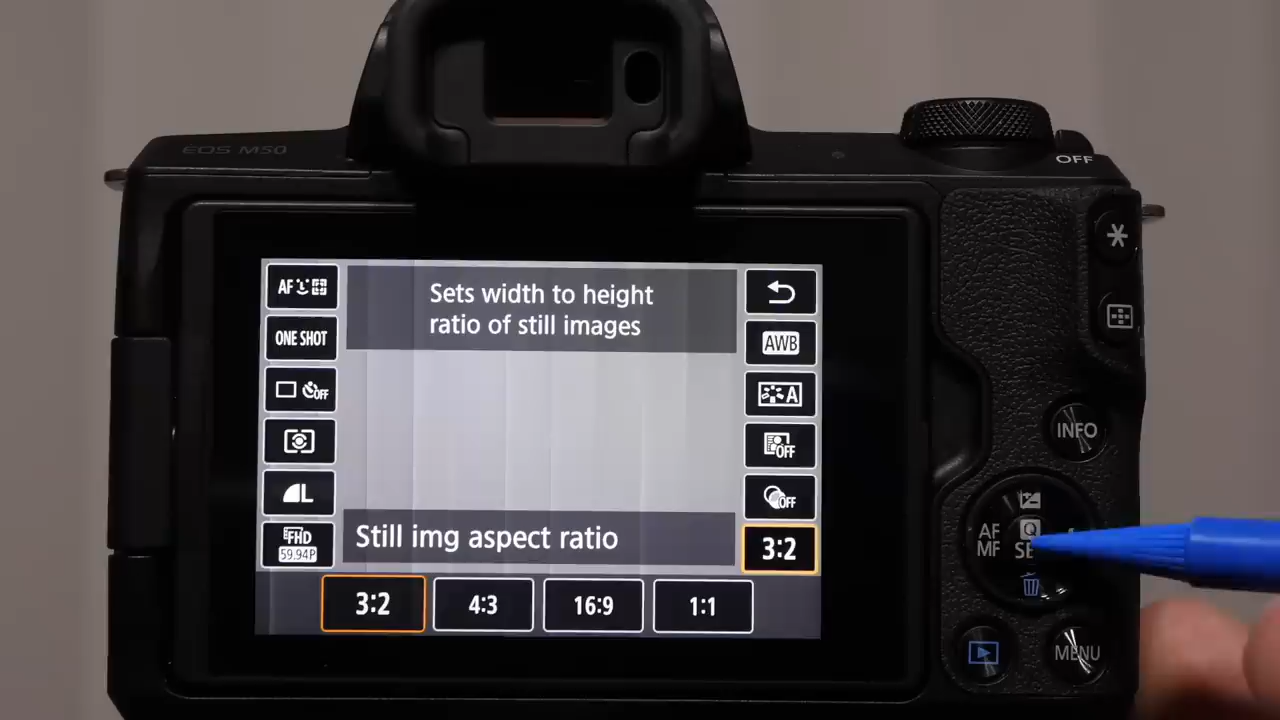 EOS M50
OFF
AF
Sets width to height
ratio of still images
ONE SHOT
AWB
OFF
A
OFF
L
OFF
FHD
59.94P
Still img aspect ratio
3:2
3:2
4:3
16:9
1:1
INFO
AF
MF
Q
SE
MENU